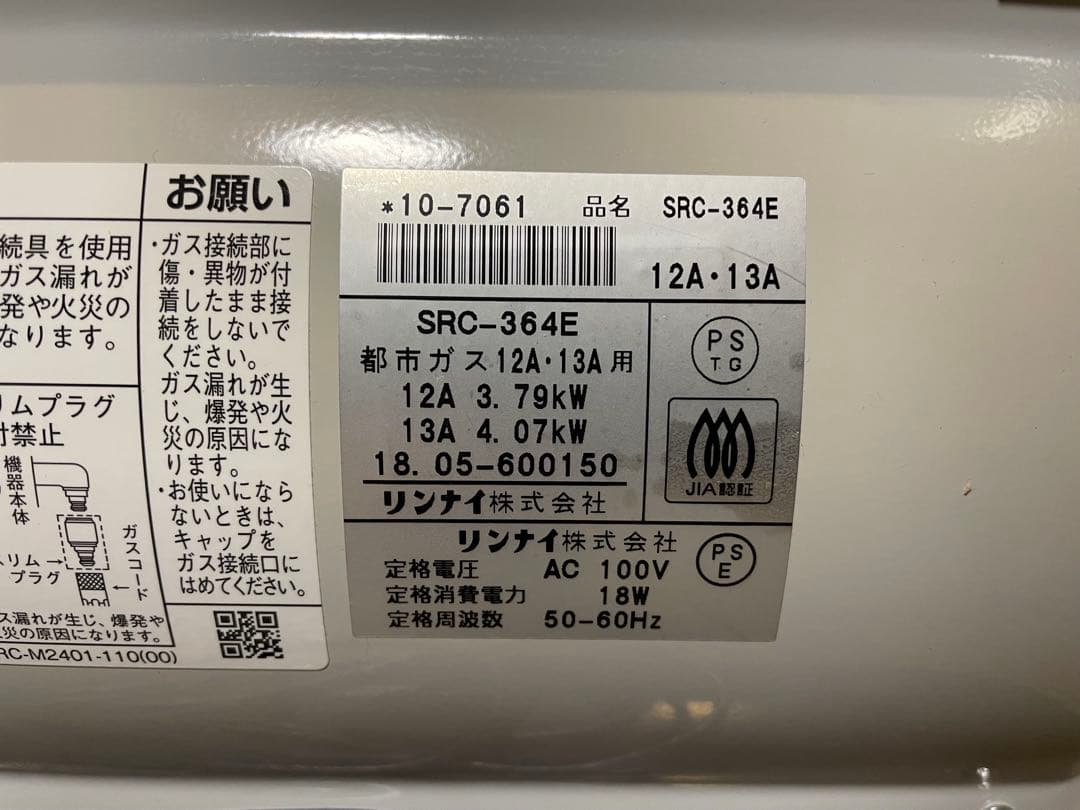 続具を使用
ガス漏れが
発や火災の
なります。
リムプラグ
付禁止
機器本体
ガスコード
スリム
プラグ
ス漏れが生じ、爆発や
火災の原因になります。
RC-M2401-110(00)
お願い
・ガス接続部に
傷・異物が付
着したまま接
続をしないで
ください。
ガス漏れが生
じ、爆発や火
災の原因にな
ります。
・お使いになら
ないときは、
キャップを
ガス接続口に
はめてください。
*10-7061 品名 SRC-364E
12A・13A
SRC-364E
都市ガス12A・13A用
12A 3.79kW
13A 4.07kW
18. 05-600150
リンナイ株式会社
PS
TG
JIA認証
リンナイ株式会社
定格電圧 AC 100V
定格消費電力 18W
定格周波数 50-60Hz
PS
E